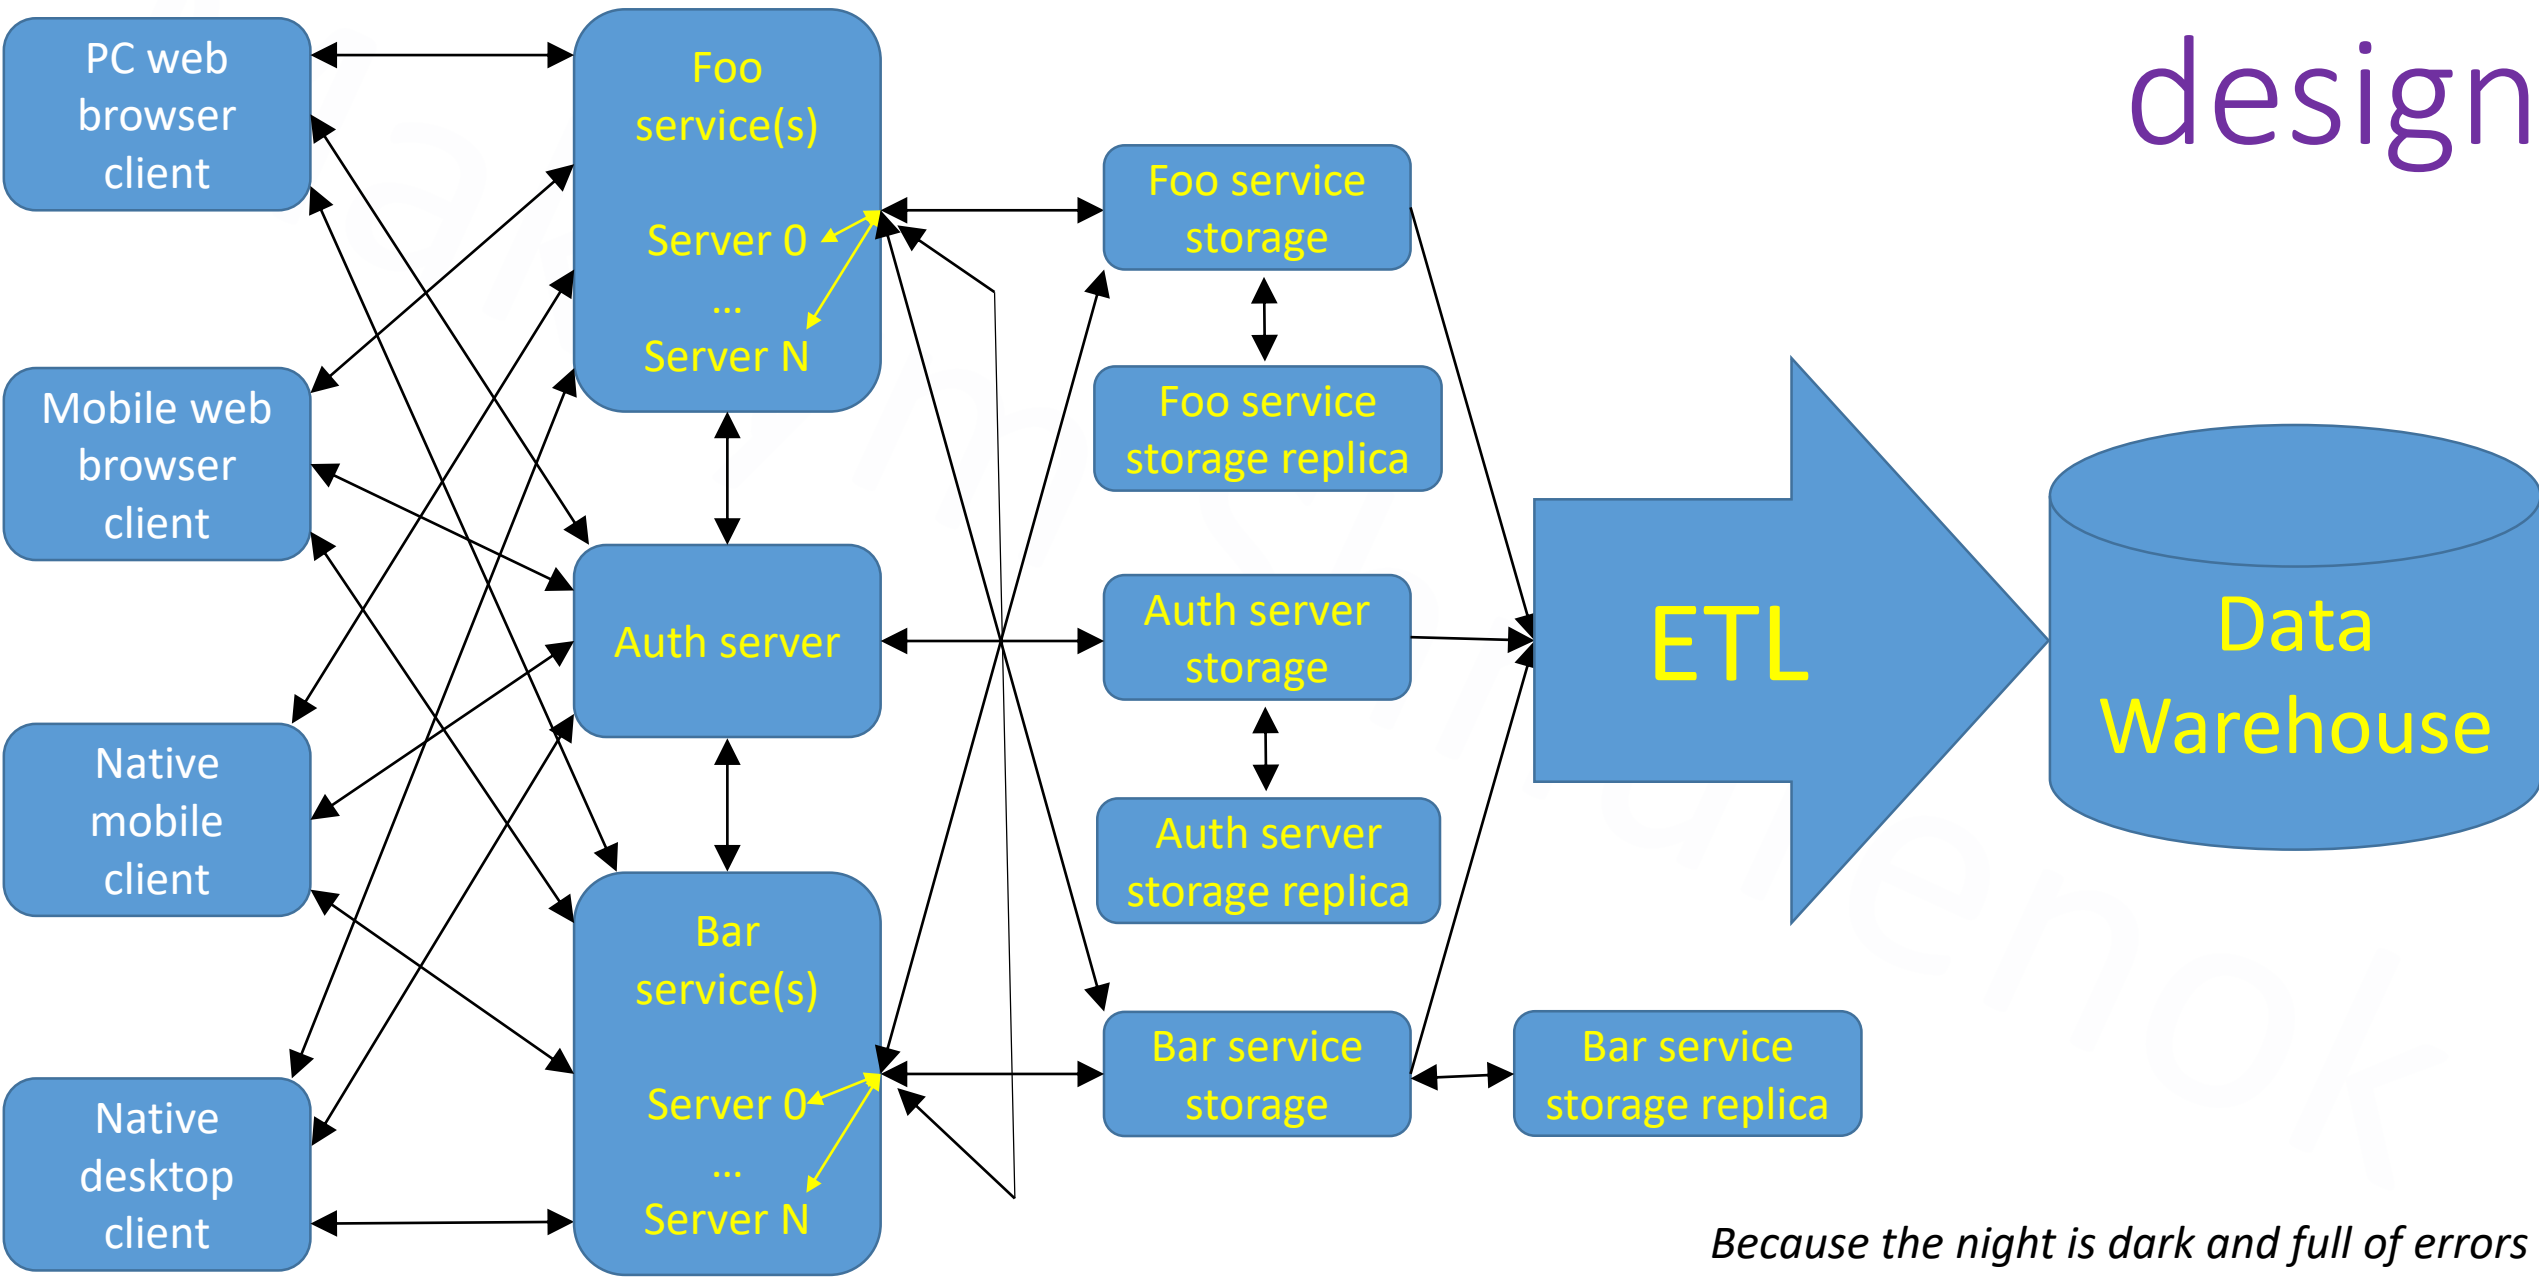 design
PC web
browser
client
Mobile web
browser
client
Native
mobile
client
Native
desktop
client
Foo
service(s)
Server 0
...
Server N
Auth server
Bar
service(s)
Server 0
...
Server N
Foo service
storage
Foo service
storage replica
Auth server
storage
Auth server
storage replica
Bar service
storage
Bar service
storage replica
ETL
Data
Warehouse
Because the night is dark and full of errors